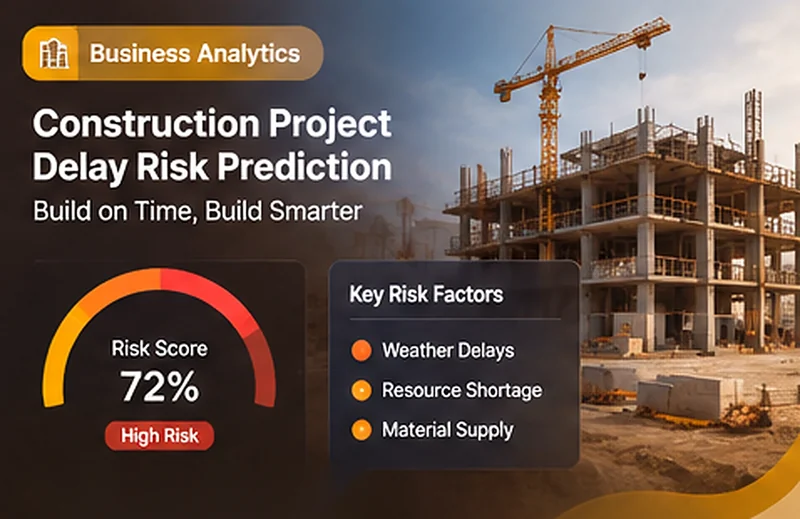 Business Analytics
Construction Project
Delay Risk Prediction
Build on Time, Build Smarter
Risk Score
72%
High Risk
Key Risk Factors
Weather Delays
Resource Shortage
Material Supply